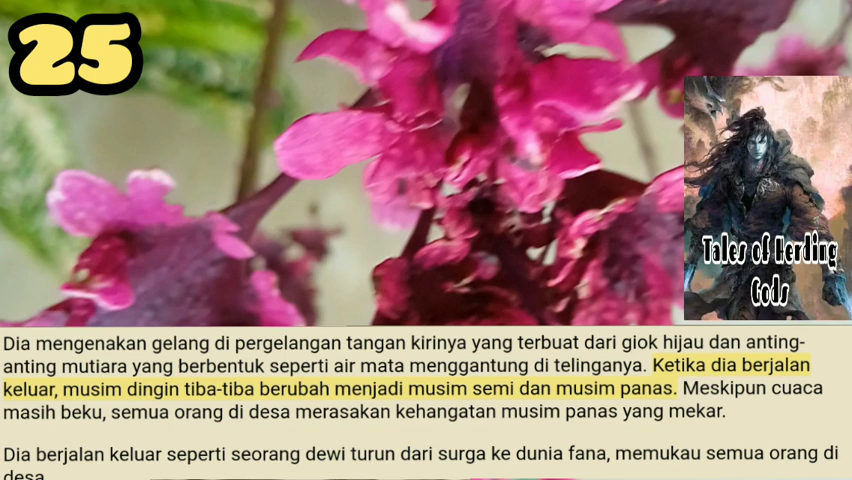 25
Tales of Herding
Gods
Dia mengenakan gelang di pergelangan tangan kirinya yang terbuat dari giok hijau dan anting-
anting mutiara yang berbentuk seperti air mata menggantung di telinganya. Ketika dia berjalan
keluar, musim dingin tiba-tiba berubah menjadi musim semi dan musim panas. Meskipun cuaca
masih beku, semua orang di desa merasakan kehangatan musim panas yang mekar.
Dia berjalan keluar seperti seorang dewi turun dari surga ke dunia fana, memukau semua orang di
desa